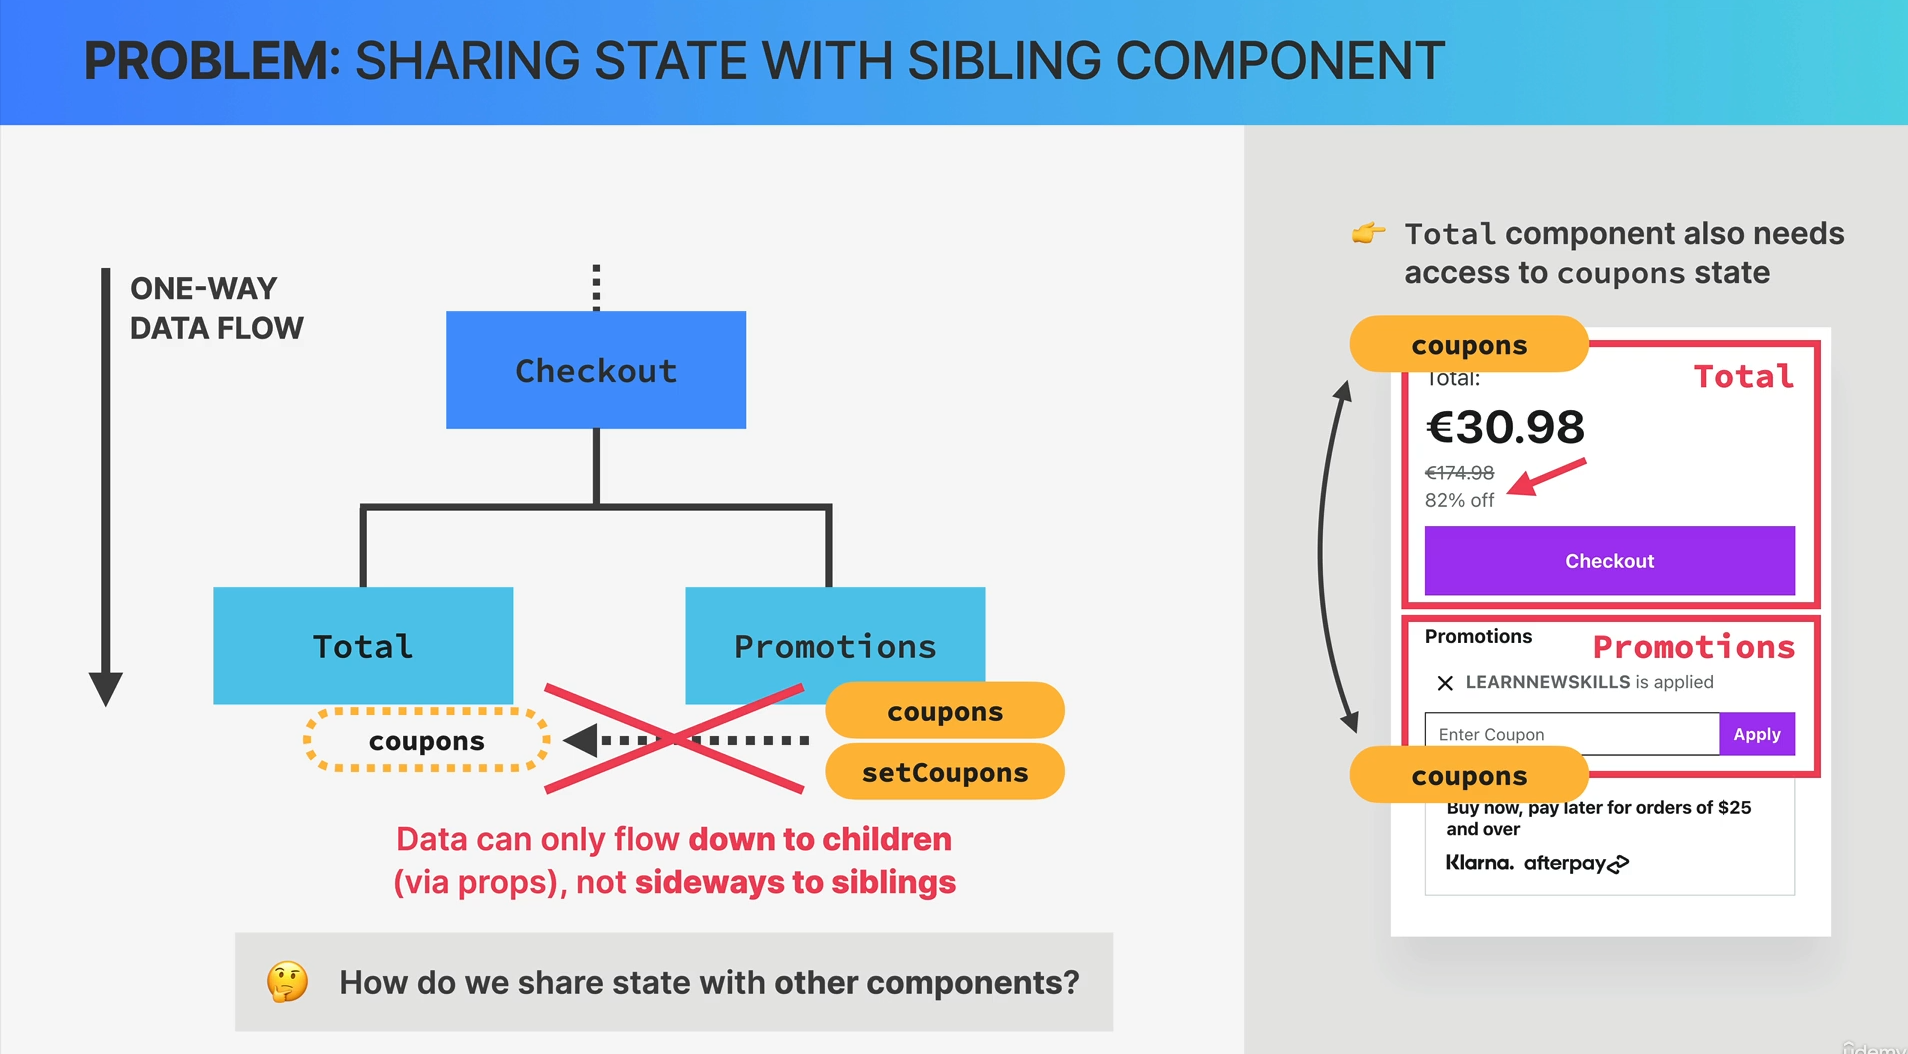 PROBLEM: SHARING STATE WITH SIBLING COMPONENT
ONE-WAY
DATA FLOW
Checkout
Total
Promotions
coupons
coupons
setCoupons
Data can only flow down to children
(via props), not sideways to siblings
How do we share state with other components?
Total component also needs
access to coupons state
coupons
Total
Total:
€30.98
€174.98
82% off
Checkout
Promotions
Promotions
LEARNNEWSKILLS is applied
Enter Coupon
Apply
coupons
Buy now, pay later for orders of $25
and over
Klarna. afterpay